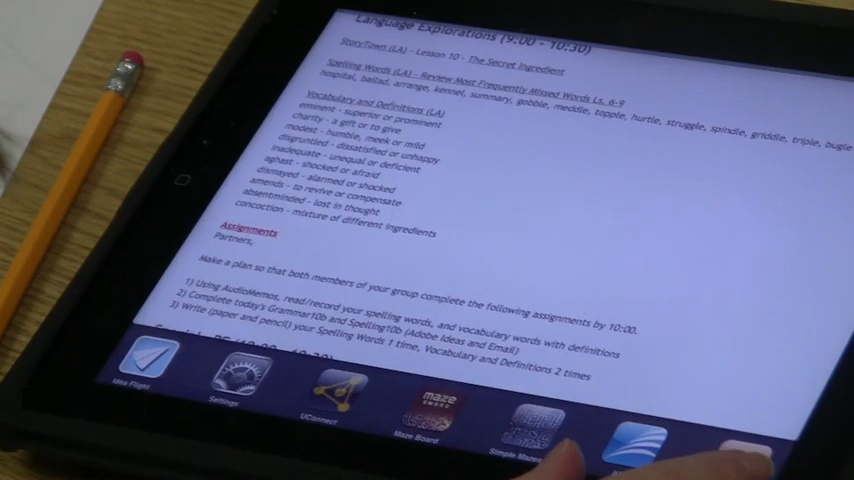 Language Explorations (9:00 - 10:30)
StoryTown (LA) - Lesson 10 - The Secret Ingredient
Spelling Words (LA) - Review Most Frequently Missed Words Ls. 6-9
hospital, ballad, arrange, kennel, summary, gobble, meddle, topple, hurtle, struggle, spindle, griddle, triple, bugle
Vocabulary and Definitions (LA)
eminent - superior or prominent
charity - a gift or to give
modest - humble, meek or mild
disgruntled - dissatisfied or unhappy
inadequate - unequal or deficient
aghast - shocked or afraid
dismayed - alarmed or shocked
amends - to revive or compensate
absentminded - lost in thought
concoction - mixture of different ingredients
Assignments
Partners,
Make a plan so that both members of your group complete the following assignments by 10:00.
1) Using AudioMemos, read/record your spelling words, and vocabulary words with definitions
2) Complete today's Grammar10b and Spelling10b (Adobe Ideas and Email)
3) Write (paper and pencil) your Spelling Words 1 time, Vocabulary and Definitions 2 times
Idea Flight
Settings
UConnect
maze
Maze Board
Simple Mazes